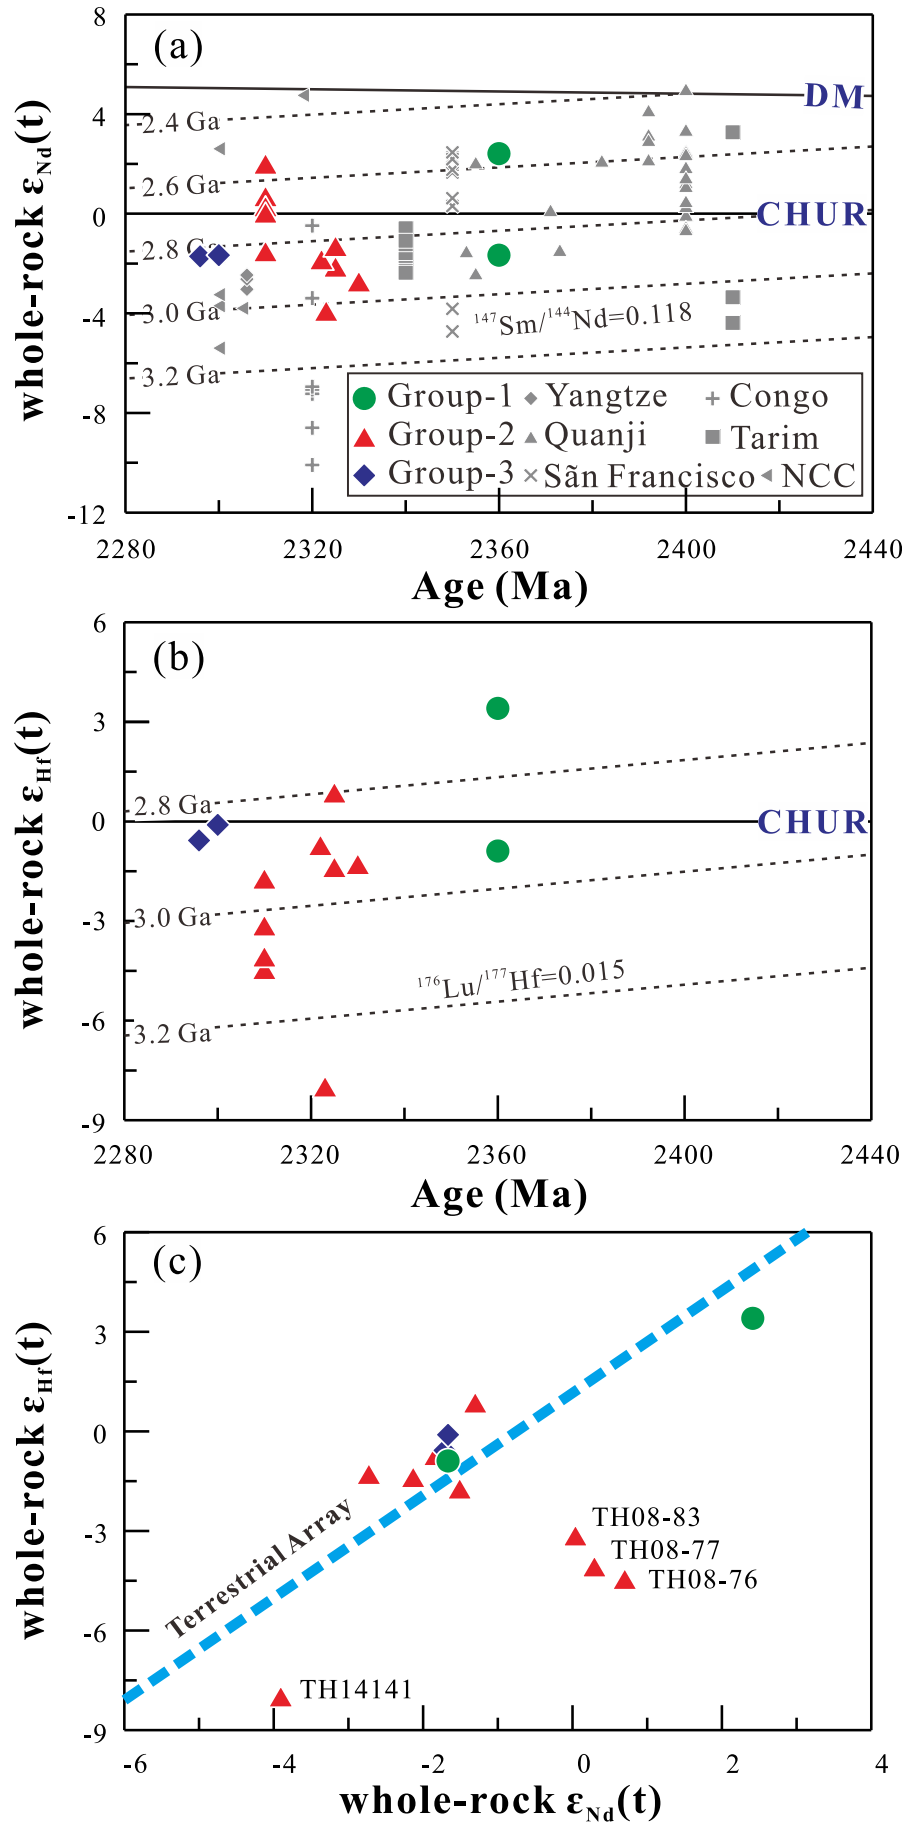 (a)
whole-rock εNd(t)
8
4
0
-4
-8
-12
DM
2.4 Ga
2.6 Ga
CHUR
2.8 Ga
3.0 Ga
147Sm/144Nd=0.118
3.2 Ga
Group-1 Yangtze Congo
Group-2 Quanji Tarim
Group-3 Sãn Francisco NCC
2280 2320 2360 2400 2440
Age (Ma)
(b)
whole-rock εHf(t)
6
3
0
-3
-6
-9
2.8 Ga
CHUR
3.0 Ga
176Lu/177Hf=0.015
3.2 Ga
2280 2320 2360 2400 2440
Age (Ma)
(c)
whole-rock εHf(t)
6
3
0
-3
-6
-9
Terrestrial Array
TH08-83
TH08-77
TH08-76
TH14141
-6 -4 -2 0 2 4
whole-rock εNd(t)